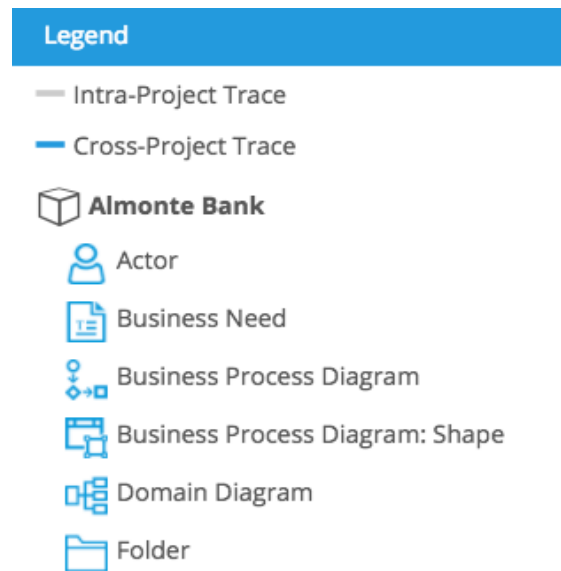 Legend
Intra-Project Trace
Cross-Project Trace
Almonte Bank
Actor
Business Need
Business Process Diagram
Business Process Diagram: Shape
Domain Diagram
Folder